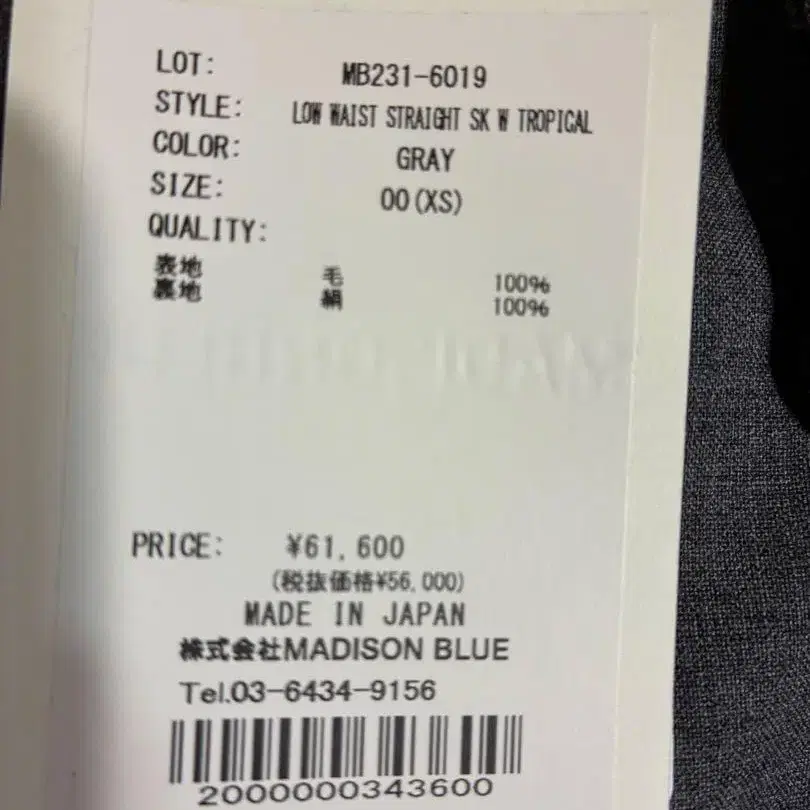 LOT: MB231-6019
STYLE: LOW WAIST STRAIGHT SK W TROPICAL
COLOR: GRAY
SIZE: 00(XS)
QUALITY:
表地 毛 100%
裏地 絹 100%
PRICE: ¥61,600
(税抜価格¥56,000)
MADE IN JAPAN
株式会社MADISON BLUE
Tel.03-6434-9156
2000000343600